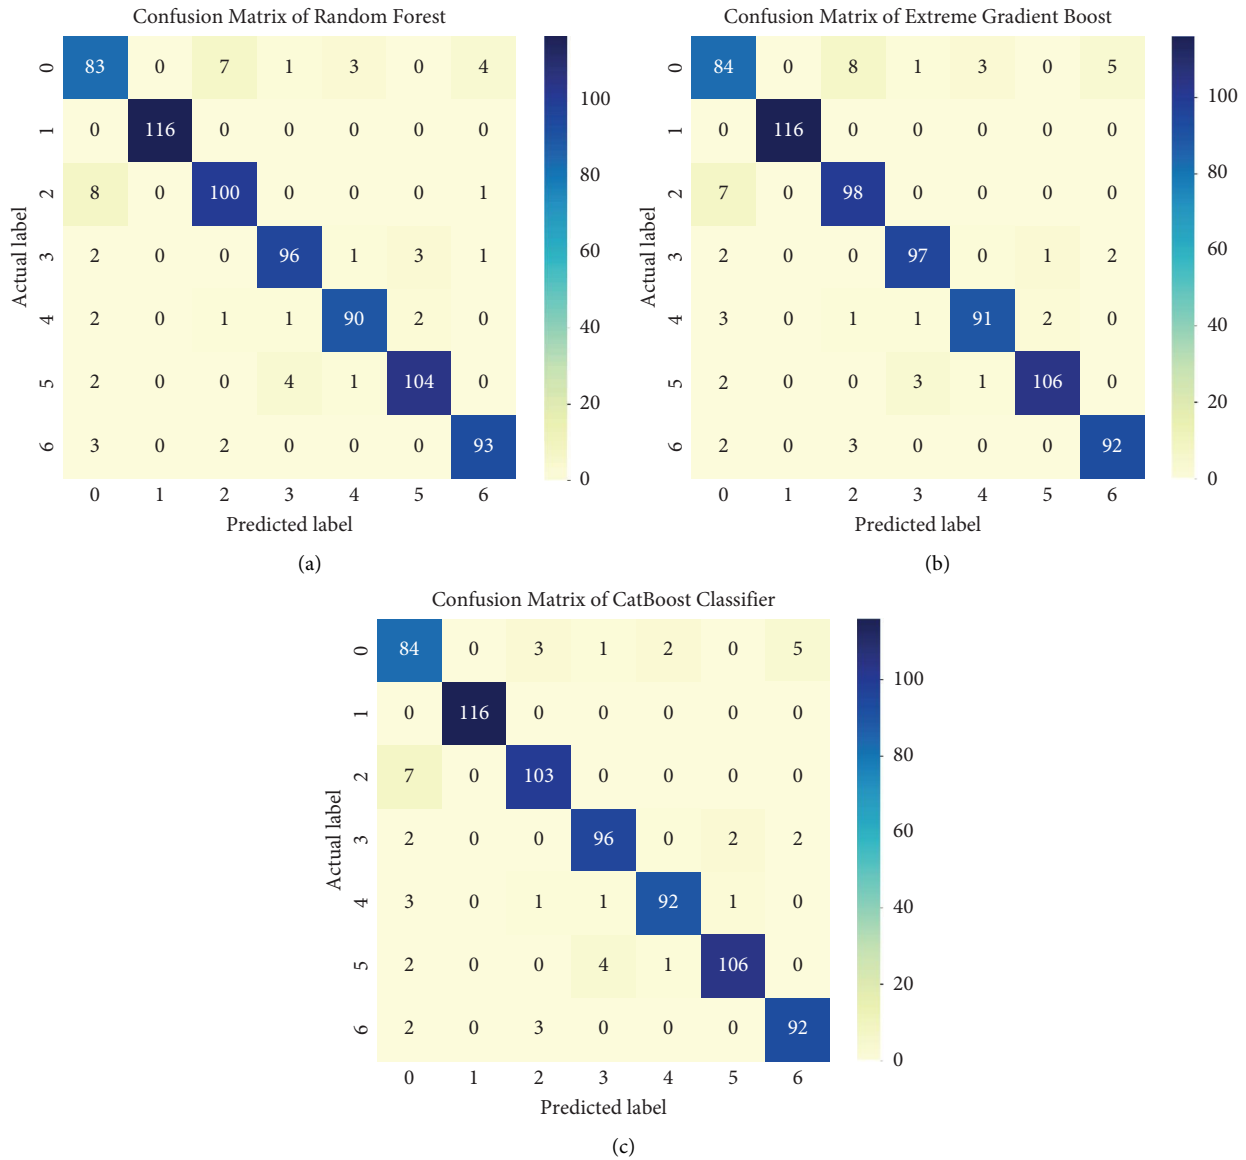 Confusion Matrix of Random Forest
0 83 0 7 1 3 0 4
1 0 116 0 0 0 0 0
2 8 0 100 0 0 0 1
3 2 0 0 96 1 3 1
4 2 0 1 1 90 2 0
5 2 0 0 4 1 104 0
6 3 0 2 0 0 0 93
0 1 2 3 4 5 6
Actual label
Predicted label
100
80
60
40
20
0
(a)
Confusion Matrix of Extreme Gradient Boost
0 84 0 8 1 3 0 5
1 0 116 0 0 0 0 0
2 7 0 98 0 0 0 0
3 2 0 0 97 0 1 2
4 3 0 1 1 91 2 0
5 2 0 0 3 1 106 0
6 2 0 3 0 0 0 92
0 1 2 3 4 5 6
Actual label
Predicted label
100
80
60
40
20
0
(b)
Confusion Matrix of CatBoost Classifier
0 84 0 3 1 2 0 5
1 0 116 0 0 0 0 0
2 7 0 103 0 0 0 0
3 2 0 0 96 0 2 2
4 3 0 1 1 92 1 0
5 2 0 0 4 1 106 0
6 2 0 3 0 0 0 92
0 1 2 3 4 5 6
Actual label
Predicted label
100
80
60
40
20
0
(c)